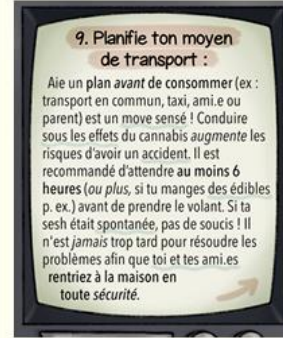 9. Planifie ton moyen
de transport :
Aie un plan avant de consommer (ex :
transport en commun, taxi, ami.e ou
parent) est un move sensé ! Conduire
sous les effets du cannabis augmente les
risques d'avoir un accident. Il est
recommandé d'attendre au moins 6
heures (ou plus, si tu manges des édibles
p. ex.) avant de prendre le volant. Si ta
sesh était spontanée, pas de soucis ! Il
n'est jamais trop tard pour résoudre les
problèmes afin que toi et tes ami.es
rentriez à la maison en
toute sécurité.